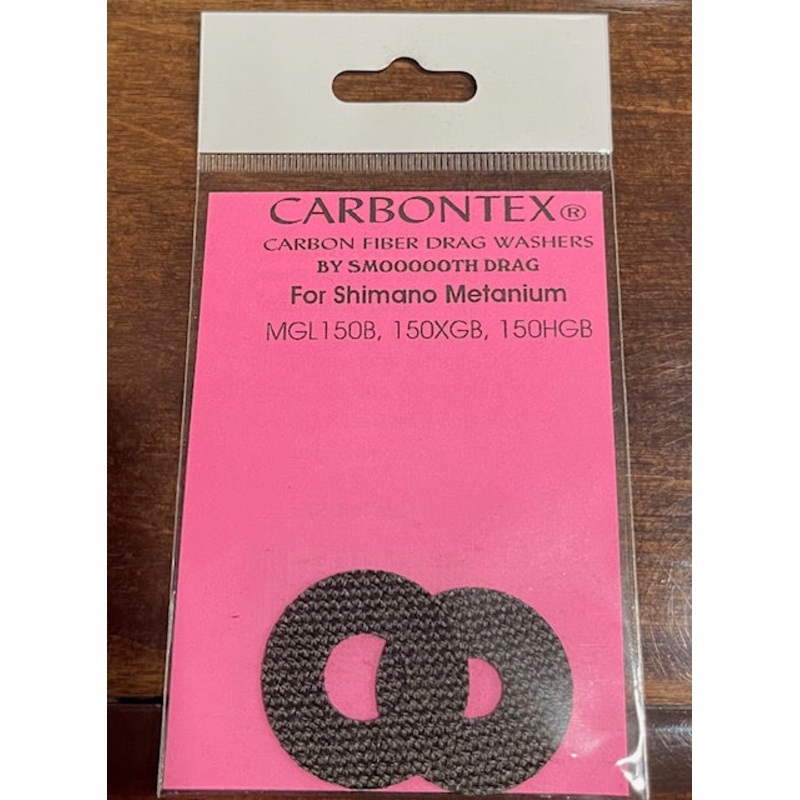 CARBONTEX®
CARBON FIBER DRAG WASHERS
BY SMOOOOOTH DRAG
For Shimano Metanium
MGL150B, 150XGB, 150HGB